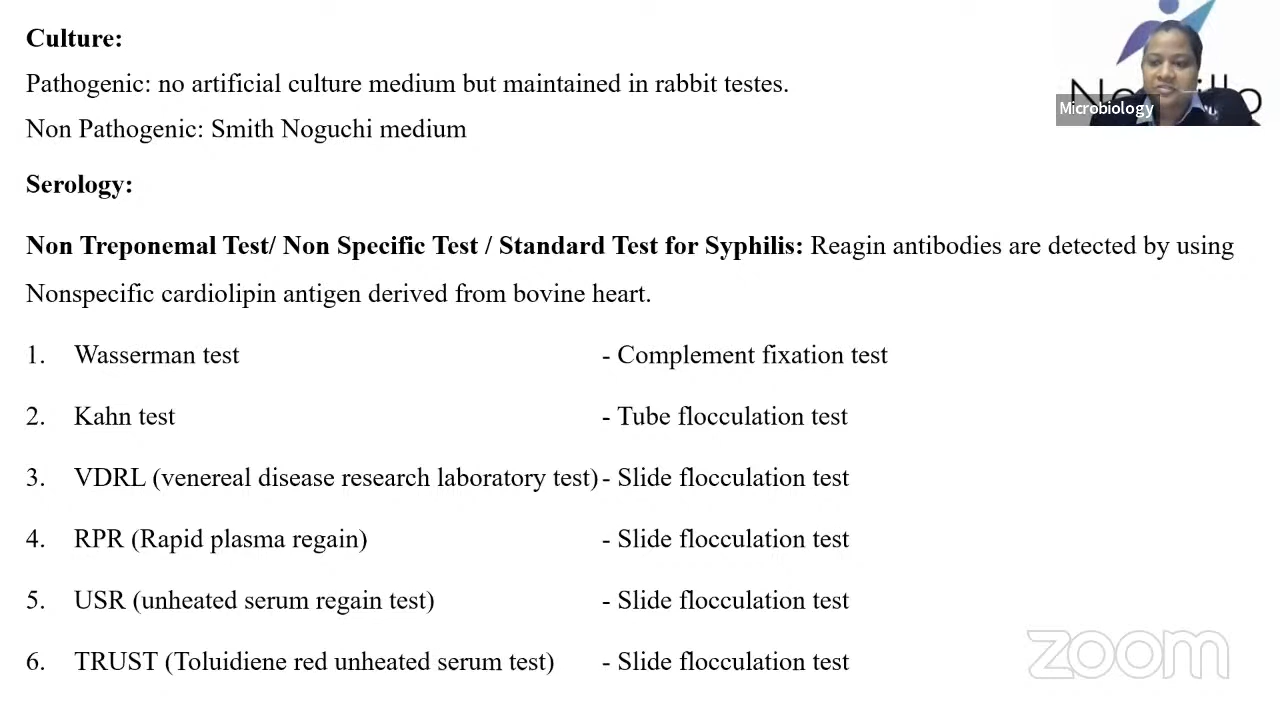 Culture:
Pathogenic: no artificial culture medium but maintained in rabbit testes.
Microbiology
Non Pathogenic: Smith Noguchi medium
Serology:
Non Treponemal Test/ Non Specific Test / Standard Test for Syphilis: Reagin antibodies are detected by using
Nonspecific cardiolipin antigen derived from bovine heart.
1. Wasserman test - Complement fixation test
2. Kahn test - Tube flocculation test
3. VDRL (venereal disease research laboratory test) - Slide flocculation test
4. RPR (Rapid plasma regain) - Slide flocculation test
5. USR (unheated serum regain test) - Slide flocculation test
6. TRUST (Toluidiene red unheated serum test) - Slide flocculation test
zoom